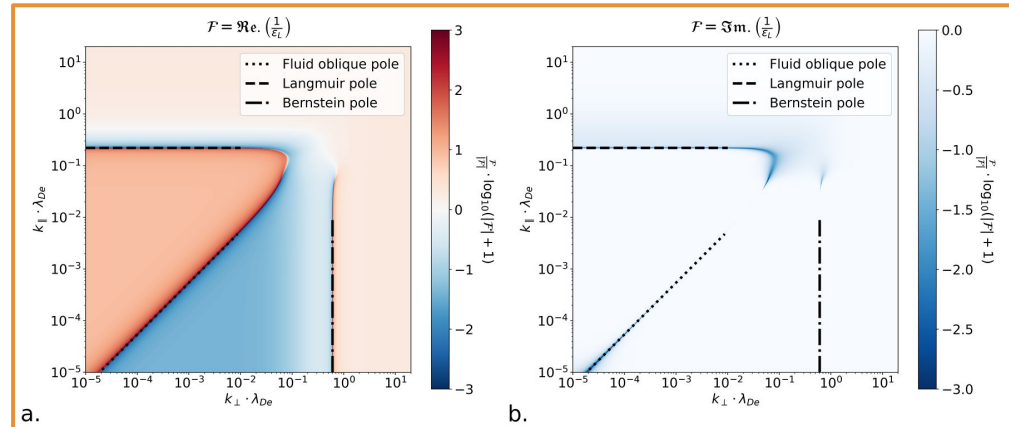 𝓕 = ℜe. (1/ε_L)
Fluid oblique pole
Langmuir pole
Bernstein pole
10^1
10^0
10^-1
10^-2
10^-3
10^-4
10^-5
k_∥ · λ_De
10^-5 10^-4 10^-3 10^-2 10^-1 10^0 10^1
k_⊥ · λ_De
3
2
1
0
−1
−2
−3
𝓕/|𝓕| · log_10(|𝓕| + 1)
a.
𝓕 = ℑm. (1/ε_L)
Fluid oblique pole
Langmuir pole
Bernstein pole
10^1
10^0
10^-1
10^-2
10^-3
10^-4
10^-5
k_∥ · λ_De
10^-5 10^-4 10^-3 10^-2 10^-1 10^0 10^1
k_⊥ · λ_De
0.0
−0.5
−1.0
−1.5
−2.0
−2.5
−3.0
𝓕/|𝓕| · log_10(|𝓕| + 1)
b.